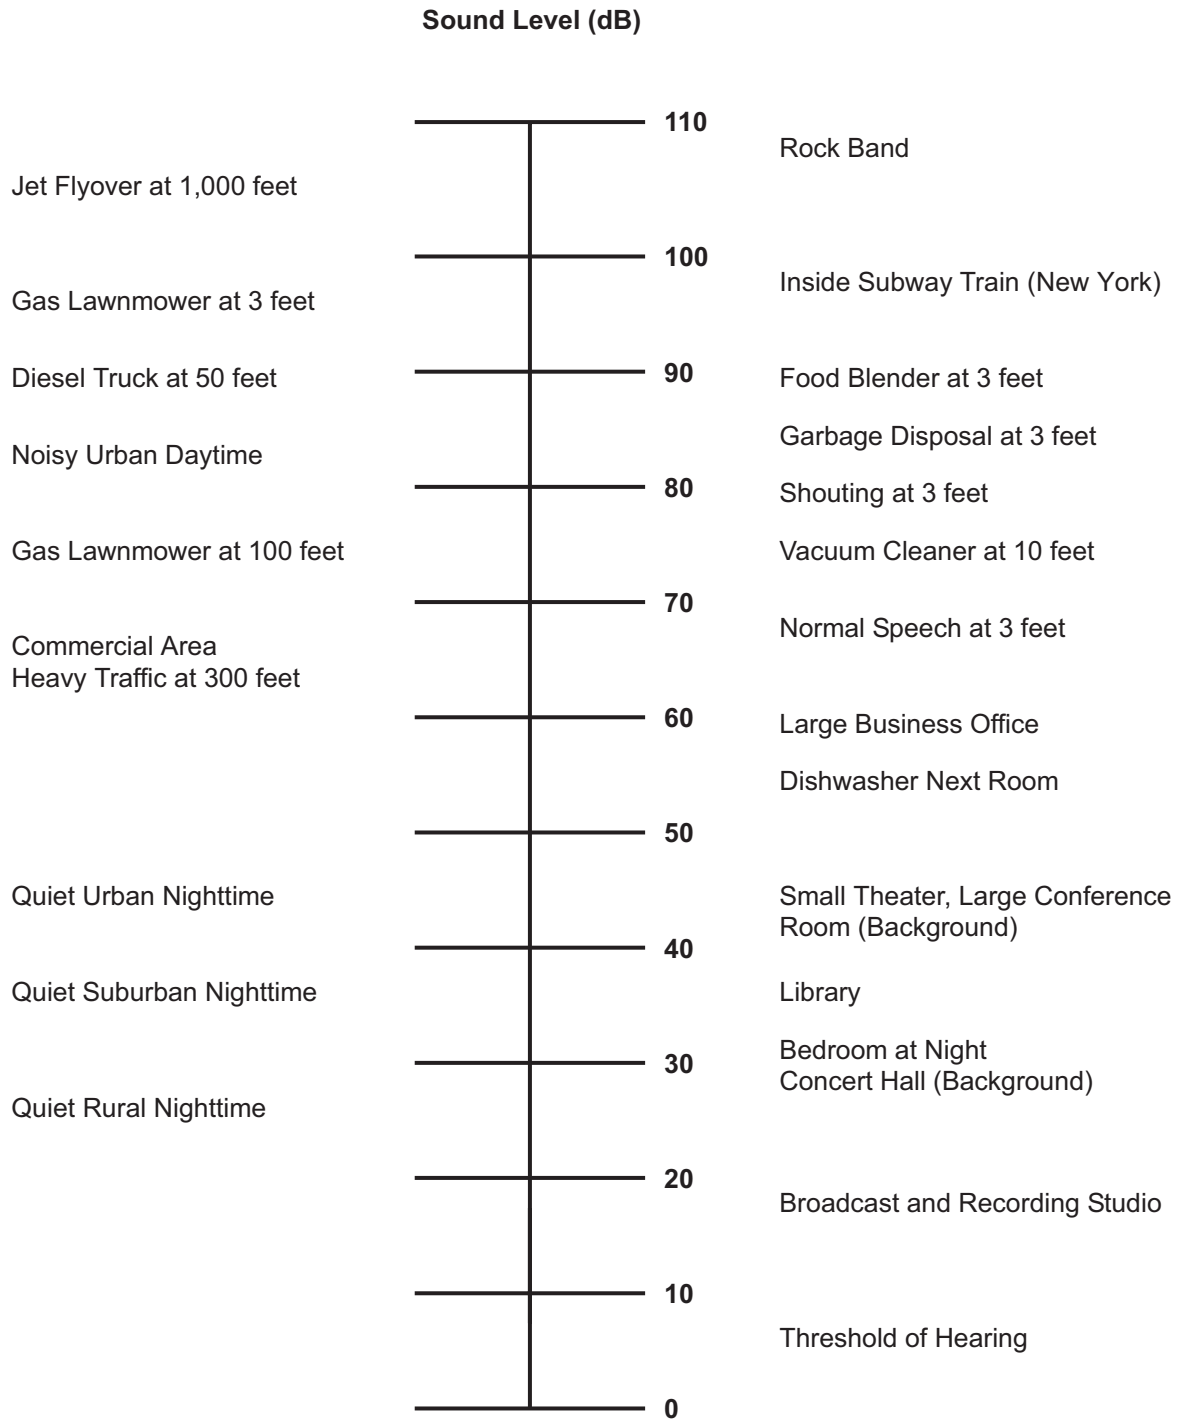 Sound Level (dB)
110
Rock Band
Jet Flyover at 1,000 feet
100
Inside Subway Train (New York)
Gas Lawnmower at 3 feet
90
Diesel Truck at 50 feet
Food Blender at 3 feet
Garbage Disposal at 3 feet
Noisy Urban Daytime
80
Shouting at 3 feet
Gas Lawnmower at 100 feet
Vacuum Cleaner at 10 feet
70
Normal Speech at 3 feet
Commercial Area
Heavy Traffic at 300 feet
60
Large Business Office
Dishwasher Next Room
50
Quiet Urban Nighttime
Small Theater, Large Conference
Room (Background)
40
Quiet Suburban Nighttime
Library
30
Bedroom at Night
Concert Hall (Background)
Quiet Rural Nighttime
20
Broadcast and Recording Studio
10
Threshold of Hearing
0